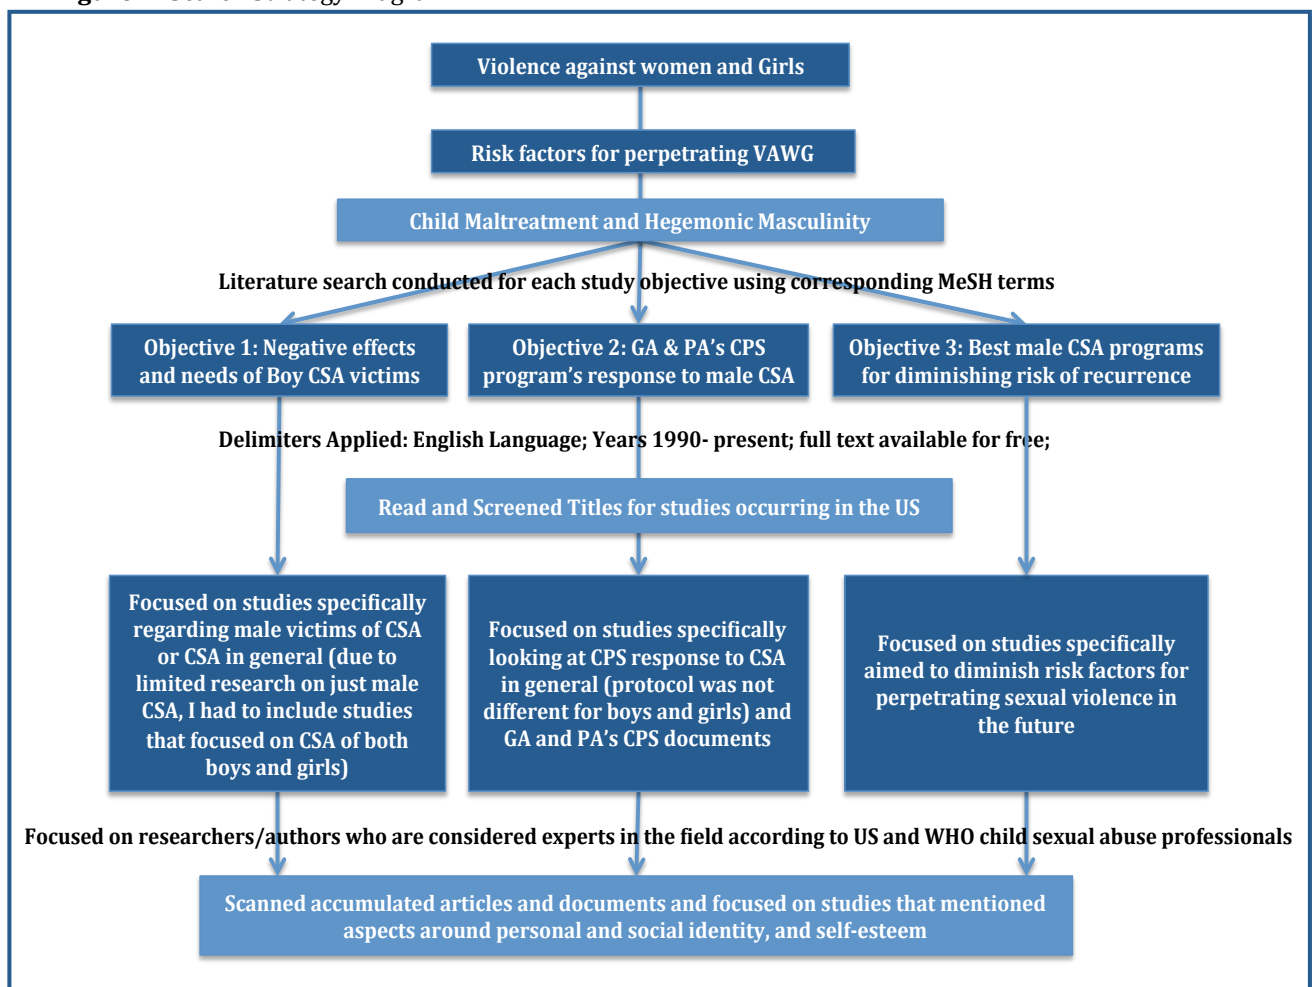 Violence against women and Girls
Risk factors for perpetrating VAWG
Child Maltreatment and Hegemonic Masculinity
Literature search conducted for each study objective using corresponding MeSH terms
Objective 1: Negative effects
and needs of Boy CSA victims
Objective 2: GA & PA's CPS
program's response to male CSA
Objective 3: Best male CSA programs
for diminishing risk of recurrence
Delimiters Applied: English Language; Years 1990- present; full text available for free;
Read and Screened Titles for studies occurring in the US
Focused on studies specifically
regarding male victims of CSA
or CSA in general (due to
limited research on just male
CSA, I had to include studies
that focused on CSA of both
boys and girls)
Focused on studies specifically
looking at CPS response to CSA
in general (protocol was not
different for boys and girls) and
GA and PA's CPS documents
Focused on studies specifically
aimed to diminish risk factors for
perpetrating sexual violence in
the future
Focused on researchers/authors who are considered experts in the field according to US and WHO child sexual abuse professionals
Scanned accumulated articles and documents and focused on studies that mentioned
aspects around personal and social identity, and self-esteem